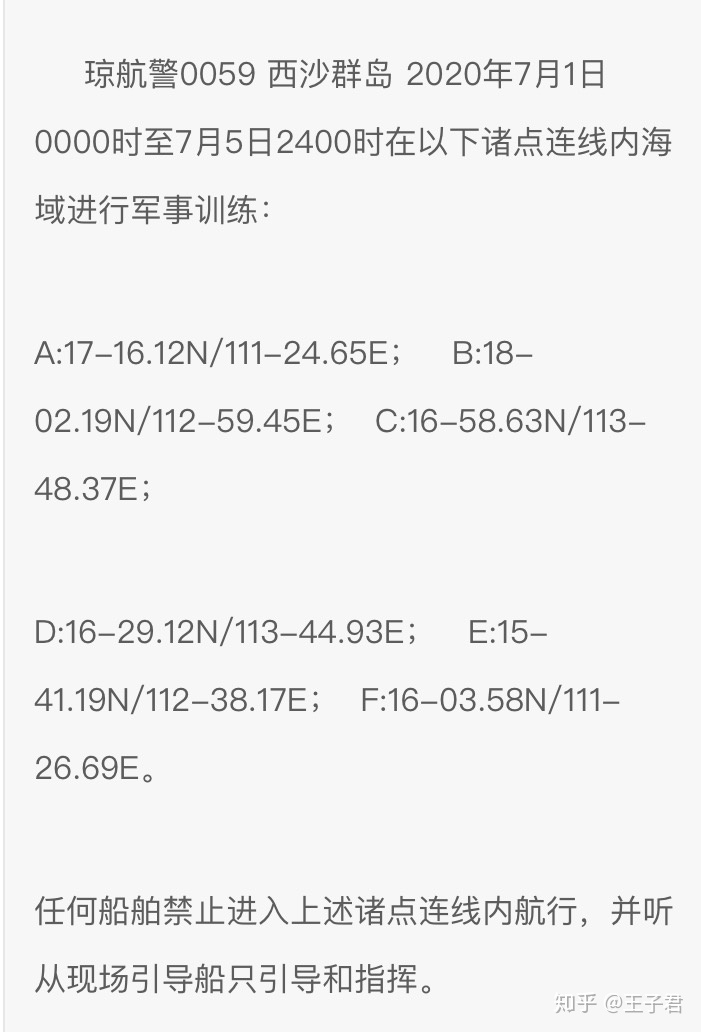 琼航警0059 西沙群岛 2020年7月1日
0000时至7月5日2400时在以下诸点连线内海
域进行军事训练：
A:17–16.12N/111–24.65E； B:18–
02.19N/112–59.45E； C:16–58.63N/113–
48.37E；
D:16–29.12N/113–44.93E； E:15–
41.19N/112–38.17E； F:16–03.58N/111–
26.69E。
任何船舶禁止进入上述诸点连线内航行，并听
从现场引导船只引导和指挥。
知乎 @王子君